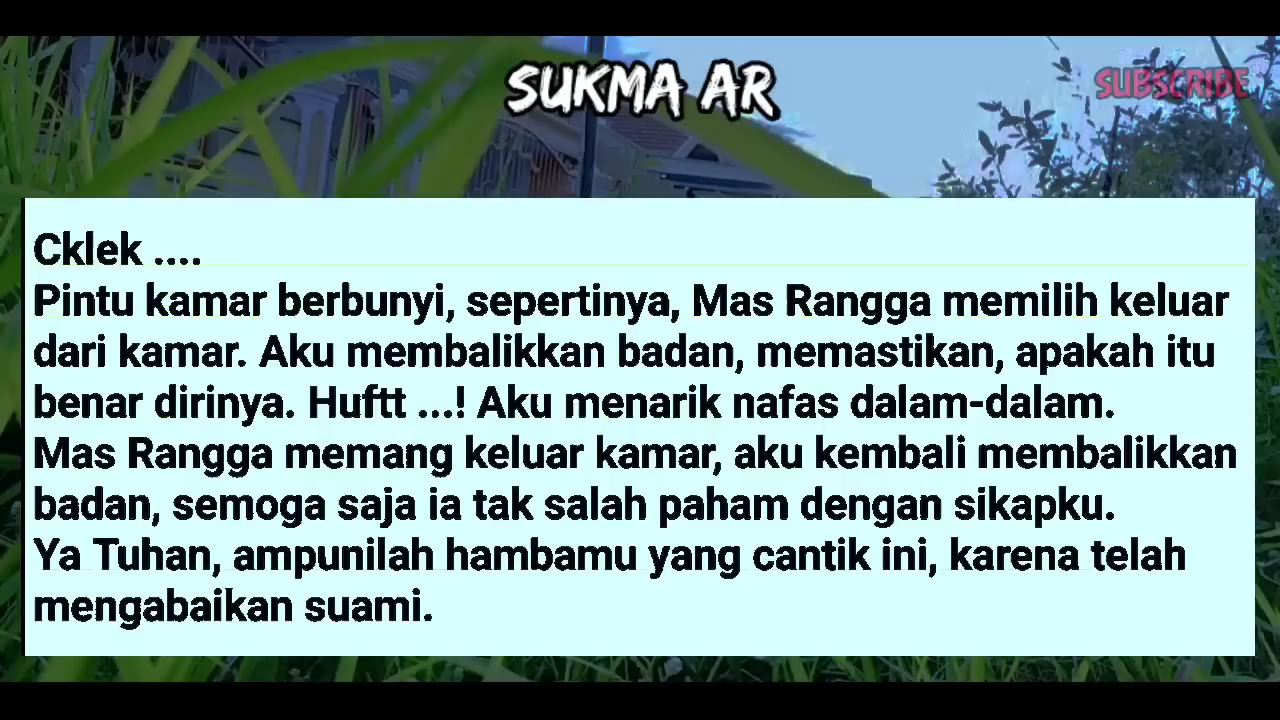 SUKMA AR
SUBSCRIBE
Cklek ....
Pintu kamar berbunyi, sepertinya, Mas Rangga memilih keluar
dari kamar. Aku membalikkan badan, memastikan, apakah itu
benar dirinya. Huftt ...! Aku menarik nafas dalam-dalam.
Mas Rangga memang keluar kamar, aku kembali membalikkan
badan, semoga saja ia tak salah paham dengan sikapku.
Ya Tuhan, ampunilah hambamu yang cantik ini, karena telah
mengabaikan suami.